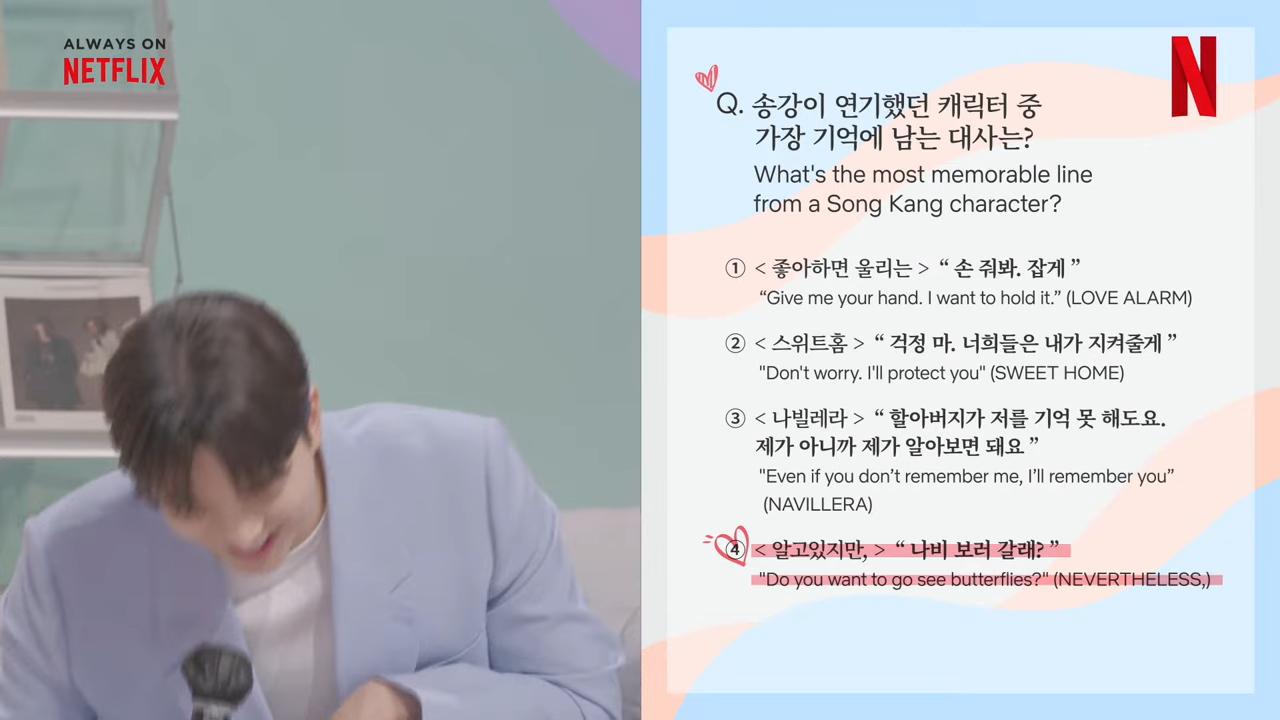 ALWAYS ON
NETFLIX
Q. 송강이 연기했던 캐릭터 중
가장 기억에 남는 대사는?
What's the most memorable line
from a Song Kang character?
① < 좋아하면 울리는 > “ 손 줘봐. 잡게 ”
“Give me your hand. I want to hold it.” (LOVE ALARM)
② < 스위트홈 > “ 걱정 마. 너희들은 내가 지켜줄게 ”
"Don't worry. I'll protect you" (SWEET HOME)
③ < 나빌레라 > “ 할아버지가 저를 기억 못 해도요.
제가 아니까 제가 알아보면 돼요 ”
"Even if you don’t remember me, I’ll remember you”
(NAVILLERA)
④ < 알고있지만, > “ 나비 보러 갈래? ”
"Do you want to go see butterflies?" (NEVERTHELESS,)